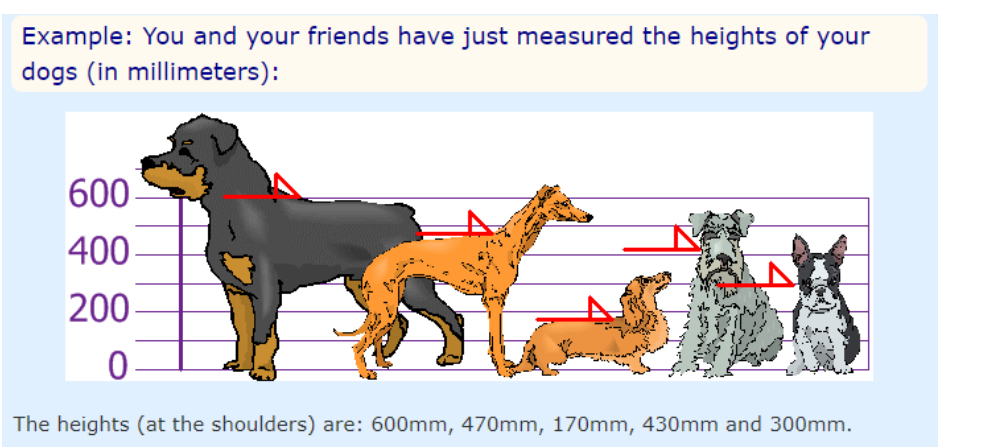 Example: You and your friends have just measured the heights of your
dogs (in millimeters):
600
400
200
0
The heights (at the shoulders) are: 600mm, 470mm, 170mm, 430mm and 300mm.